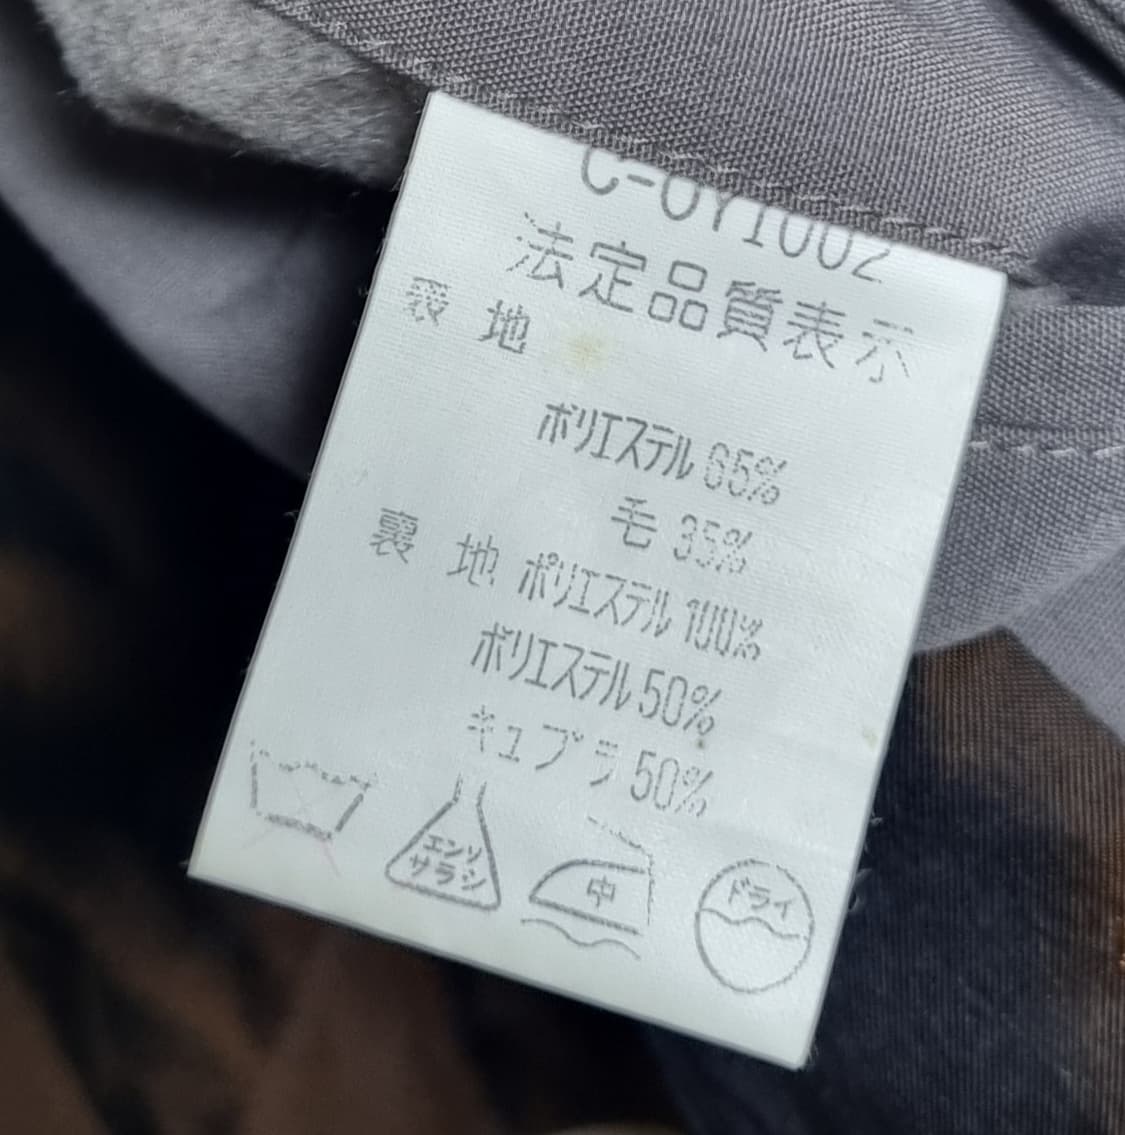 C-OY1002
法定品質表示
表 地
ポリエステル 65%
毛 35%
裏 地 ポリエステル 100%
ポリエステル 50%
キュプラ 50%
エンソ
サラシ
中
ドライ